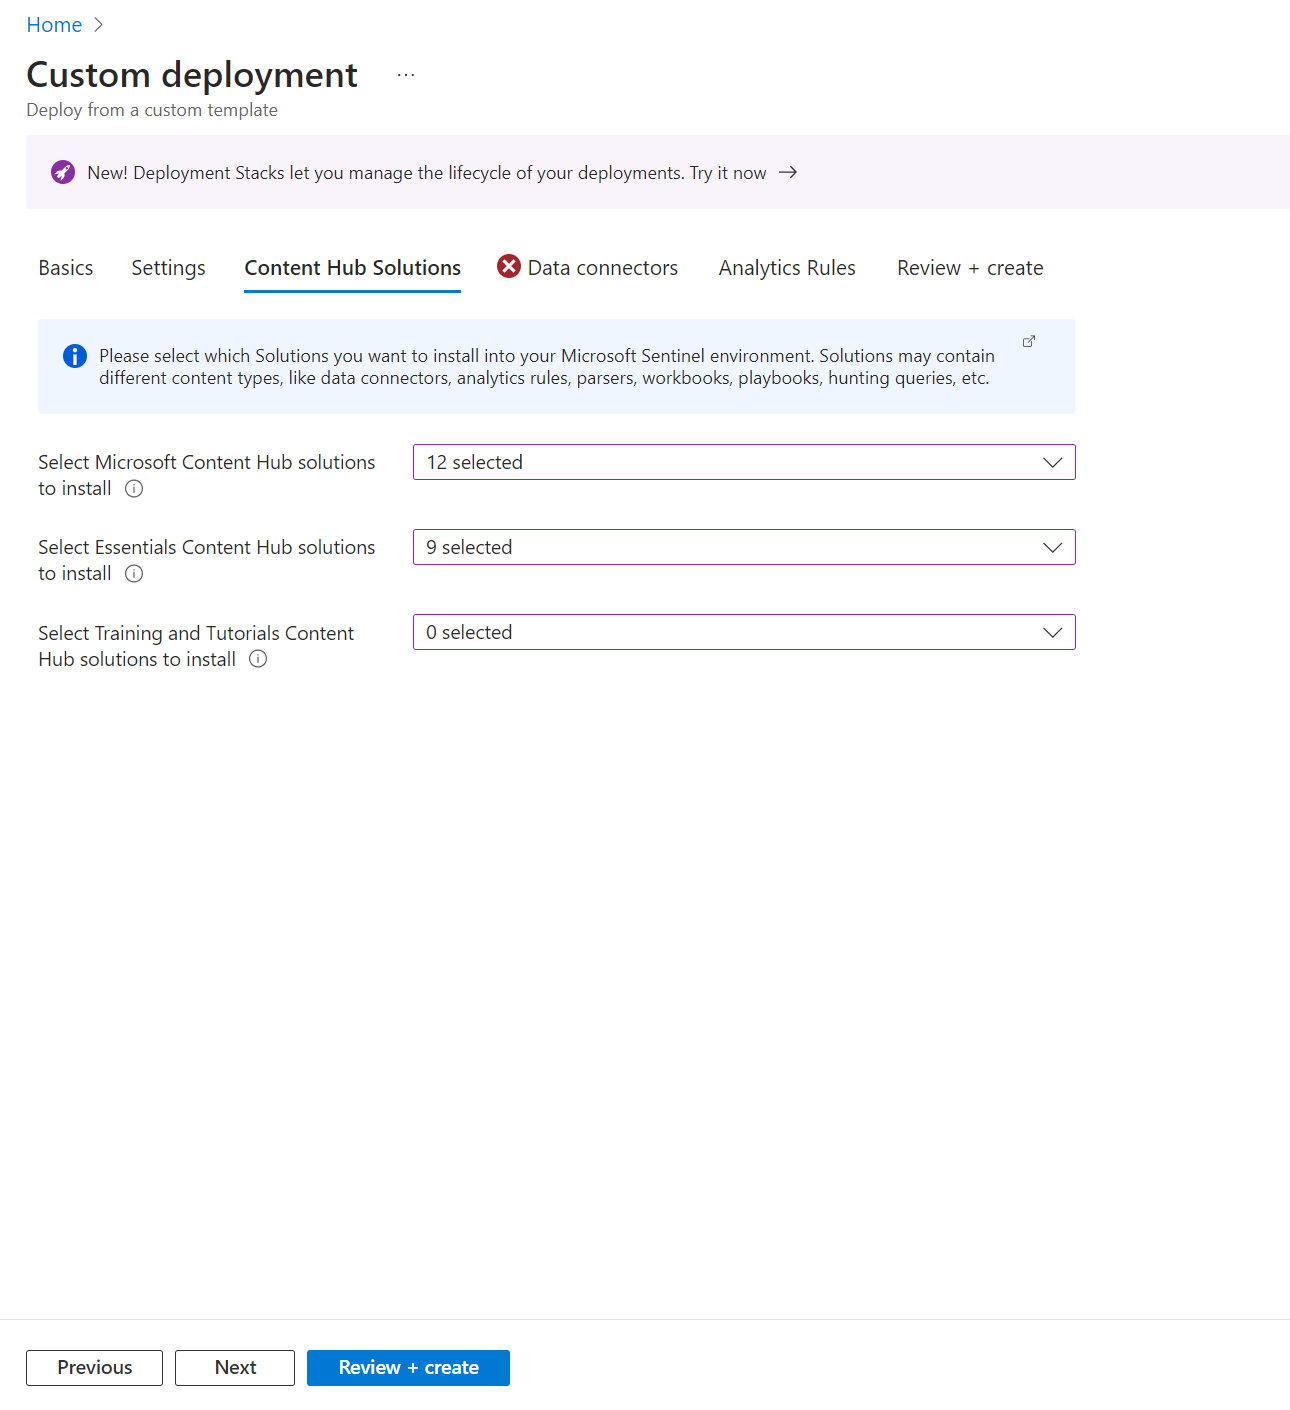 Home
Custom deployment ...
Deploy from a custom template
New! Deployment Stacks let you manage the lifecycle of your deployments. Try it now →
Basics Settings Content Hub Solutions Data connectors Analytics Rules Review + create
Please select which Solutions you want to install into your Microsoft Sentinel environment. Solutions may contain
different content types, like data connectors, analytics rules, parsers, workbooks, playbooks, hunting queries, etc.
Select Microsoft Content Hub solutions
to install
12 selected
Select Essentials Content Hub solutions
to install
9 selected
Select Training and Tutorials Content
Hub solutions to install
0 selected
Previous Next Review + create